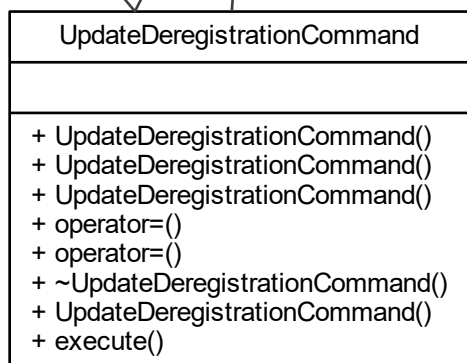 UpdateDeregistrationCommand
+ UpdateDeregistrationCommand()
+ UpdateDeregistrationCommand()
+ UpdateDeregistrationCommand()
+ operator=()
+ operator=()
+ ~UpdateDeregistrationCommand()
+ UpdateDeregistrationCommand()
+ execute()